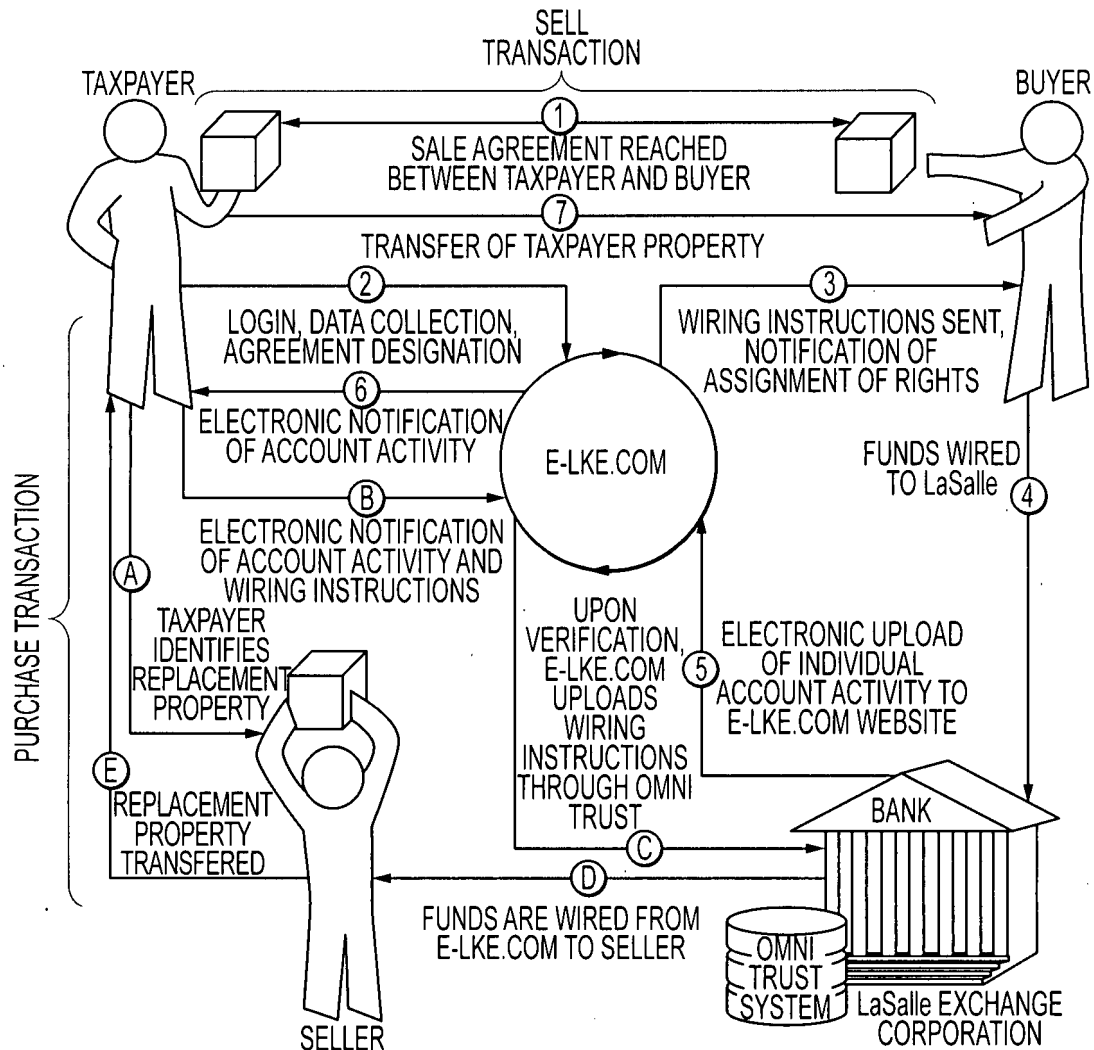 SELL
TRANSACTION
TAXPAYER
BUYER
1
SALE AGREEMENT REACHED
BETWEEN TAXPAYER AND BUYER
7
TRANSFER OF TAXPAYER PROPERTY
2
LOGIN, DATA COLLECTION,
AGREEMENT DESIGNATION
3
WIRING INSTRUCTIONS SENT,
NOTIFICATION OF
ASSIGNMENT OF RIGHTS
6
ELECTRONIC NOTIFICATION
OF ACCOUNT ACTIVITY
E-LKE.COM
FUNDS WIRED
TO LaSalle
4
B
ELECTRONIC NOTIFICATION
OF ACCOUNT ACTIVITY AND
WIRING INSTRUCTIONS
PURCHASE TRANSACTION
A
TAXPAYER
IDENTIFIES
REPLACEMENT
PROPERTY
UPON
VERIFICATION,
E-LKE.COM
UPLOADS
WIRING
INSTRUCTIONS
THROUGH OMNI
TRUST
5
ELECTRONIC UPLOAD
OF INDIVIDUAL
ACCOUNT ACTIVITY TO
E-LKE.COM WEBSITE
E
REPLACEMENT
PROPERTY
TRANSFERED
BANK
C
D
FUNDS ARE WIRED FROM
E-LKE.COM TO SELLER
OMNI
TRUST
SYSTEM
LaSalle EXCHANGE
CORPORATION
SELLER